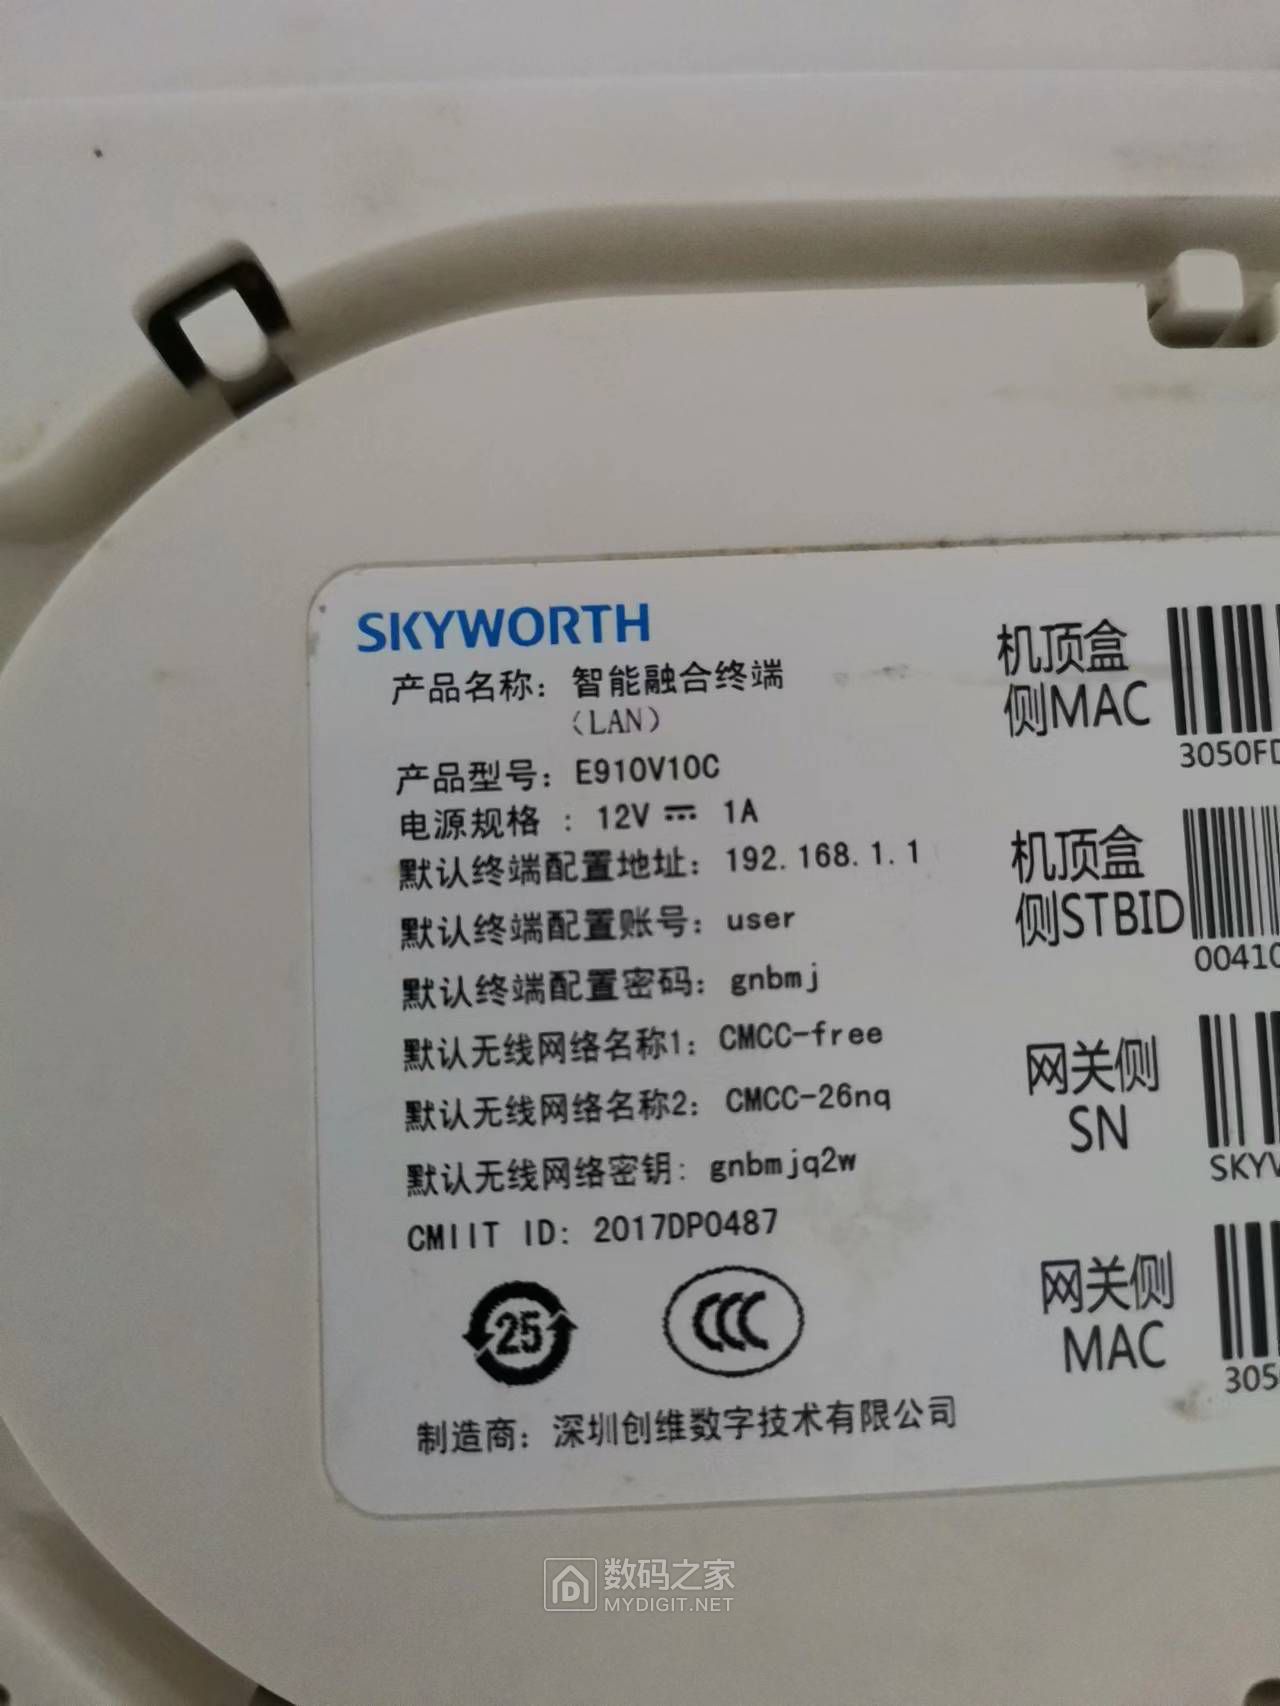 SKYWORTH
产品名称：智能融合终端
（LAN）
产品型号：E910V10C
电源规格 ：12V 1A
默认终端配置地址：192.168.1.1
默认终端配置账号：user
默认终端配置密码：gnbmj
默认无线网络名称1：CMCC-free
默认无线网络名称2：CMCC-26nq
默认无线网络密钥：gnbmjq2w
CMIIT ID: 2017DP0487
25
CCC
制造商：深圳创维数字技术有限公司
机顶盒
侧MAC
3050FD
机顶盒
侧STBID
00410
网关侧
SN
SKYW
网关侧
MAC
305
数码之家
MYDIGIT.NET